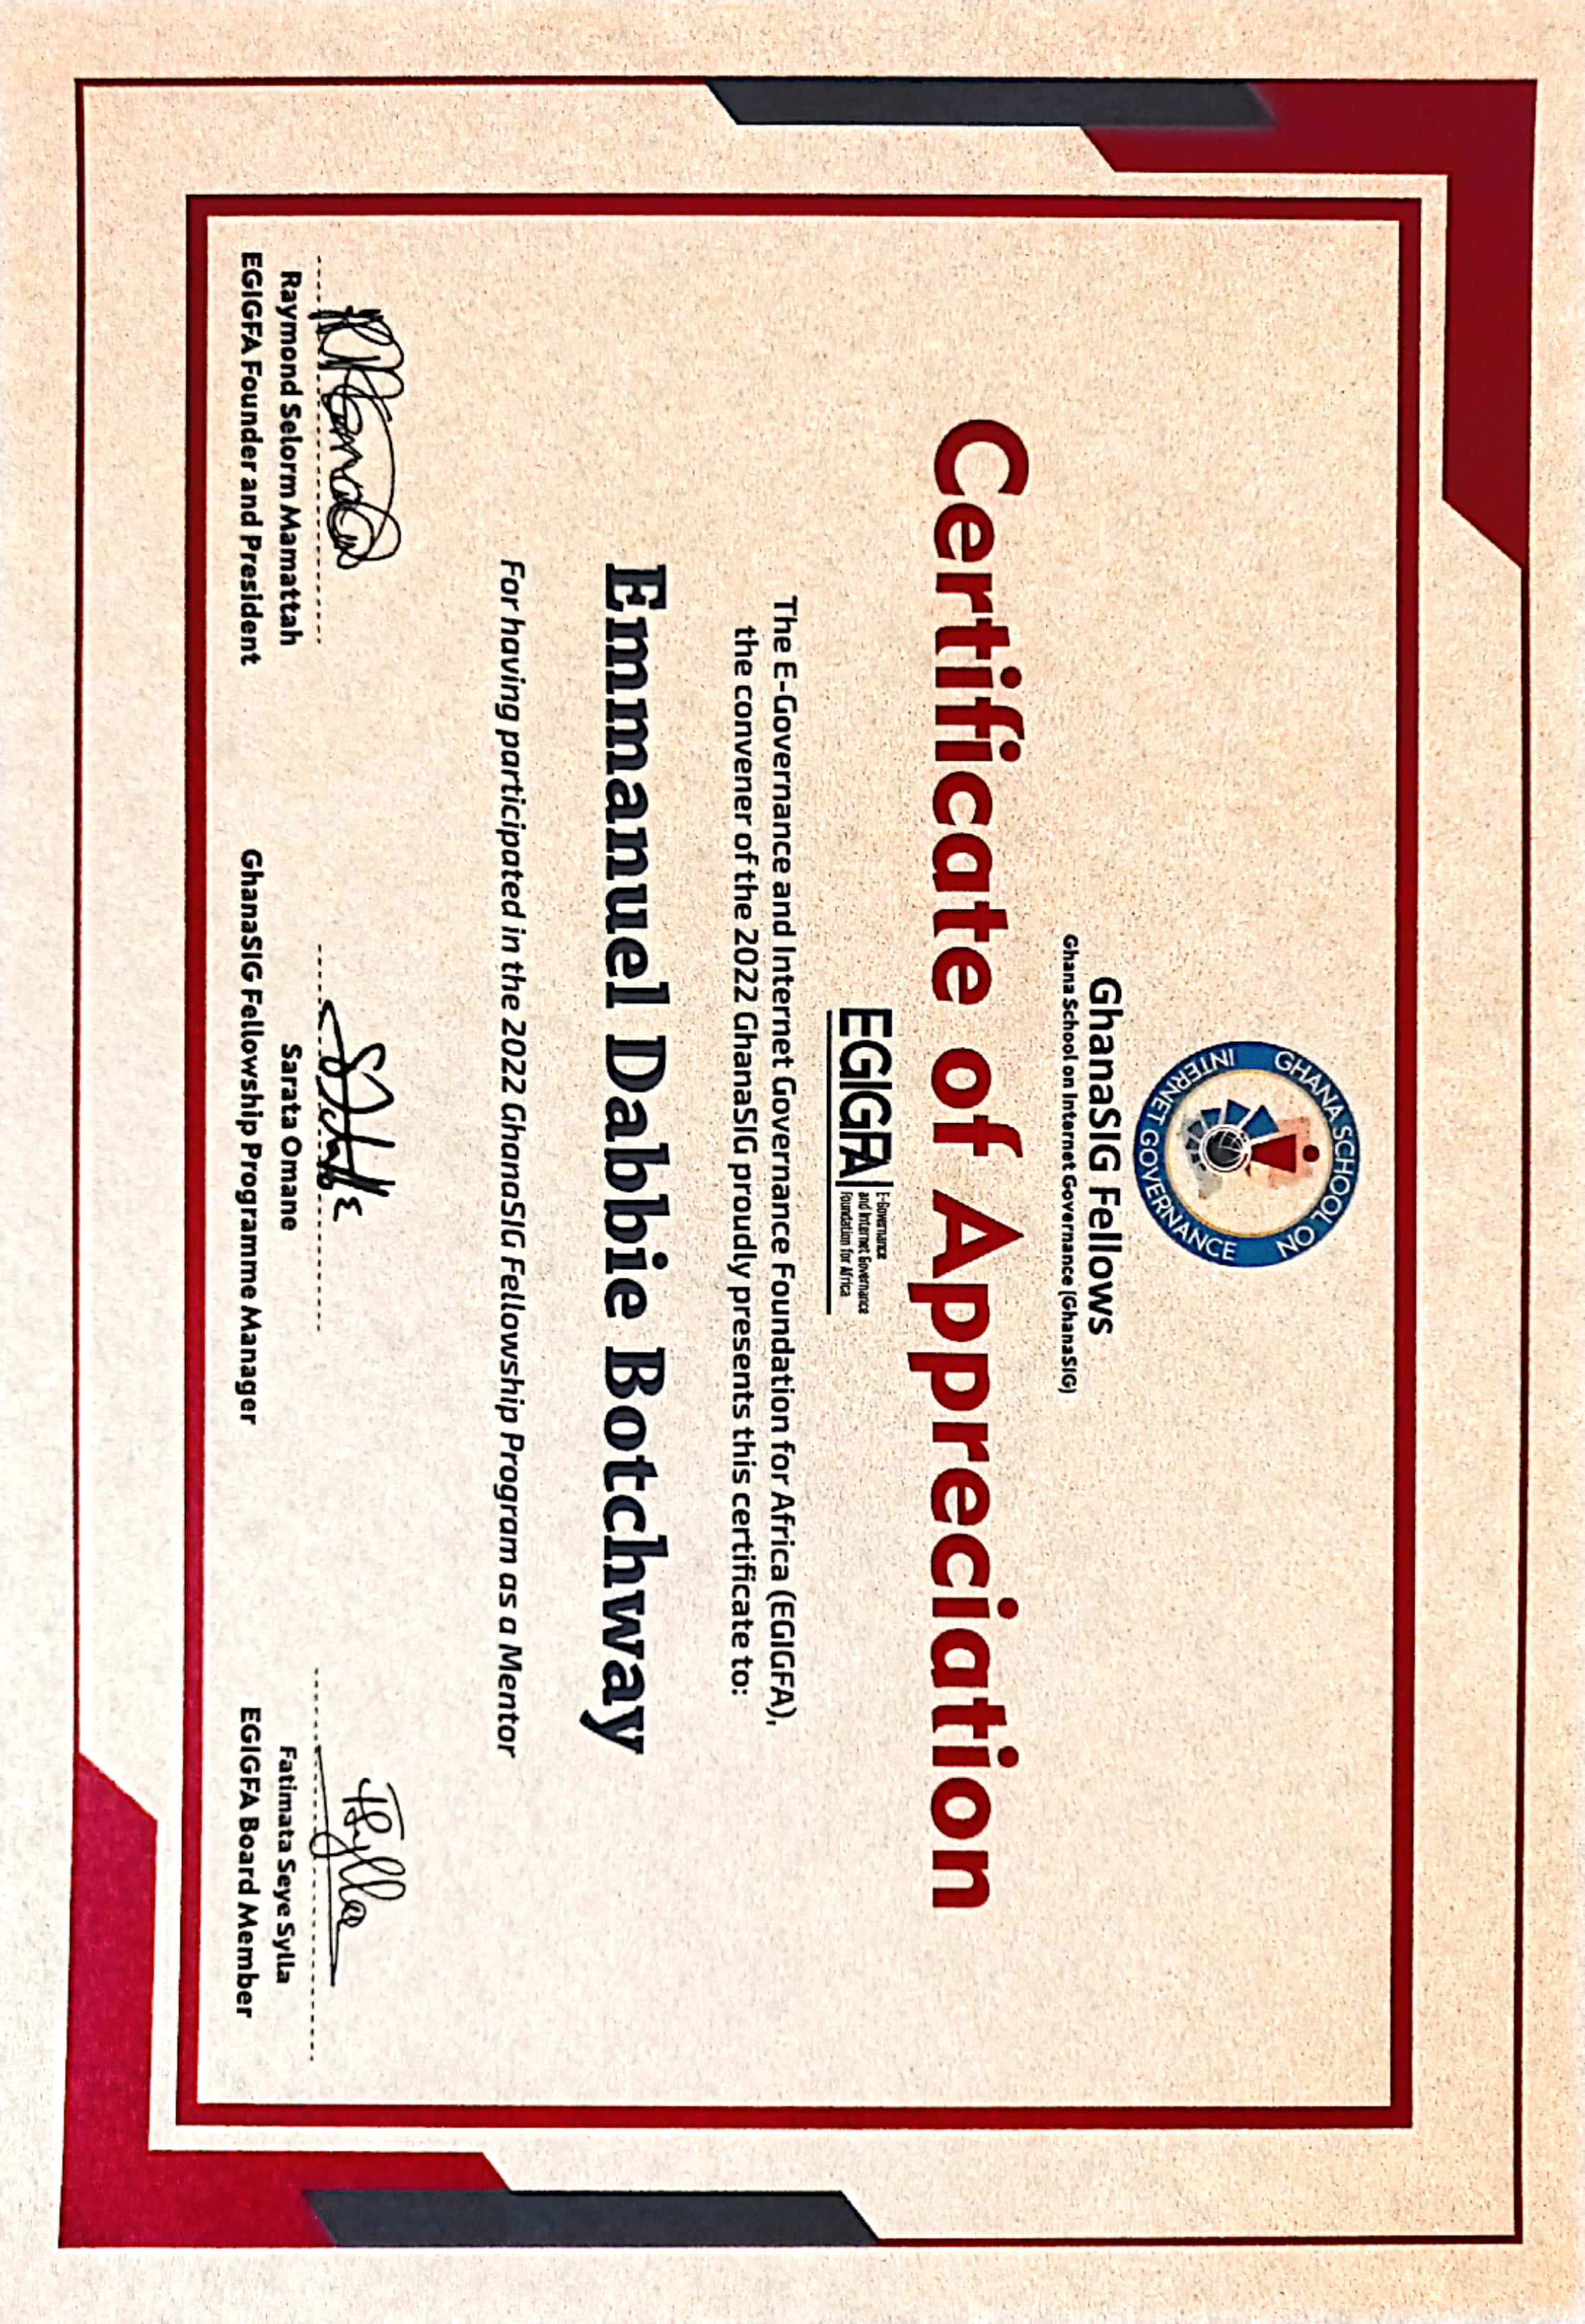 GHANA SCHOOL ON
INTERNET GOVERNANCE
GhanaSIG Fellows
Ghana School on Internet Governance (GhanaSIG)
Certificate of Appreciation
EGIGFA
E-Governance
and Internet Governance
Foundation for Africa
The E-Governance and Internet Governance Foundation for Africa (EGIGFA),
the convener of the 2022 GhanaSIG proudly presents this certificate to:
Emmanuel Dabbie Botchway
For having participated in the 2022 GhanaSIG Fellowship Program as a Mentor
Raymond Selorm Mamattah
EGIGFA Founder and President
Sarata Omane
GhanaSIG Fellowship Programme Manager
FSylla
Fatimata Seye Sylla
EGIGFA Board Member